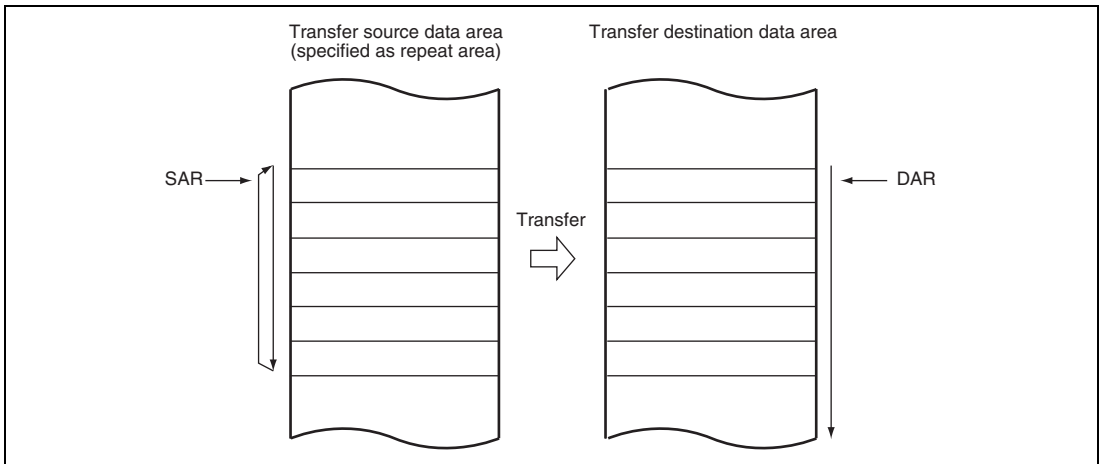 Transfer source data area
(specified as repeat area)
Transfer destination data area
SAR
Transfer
DAR